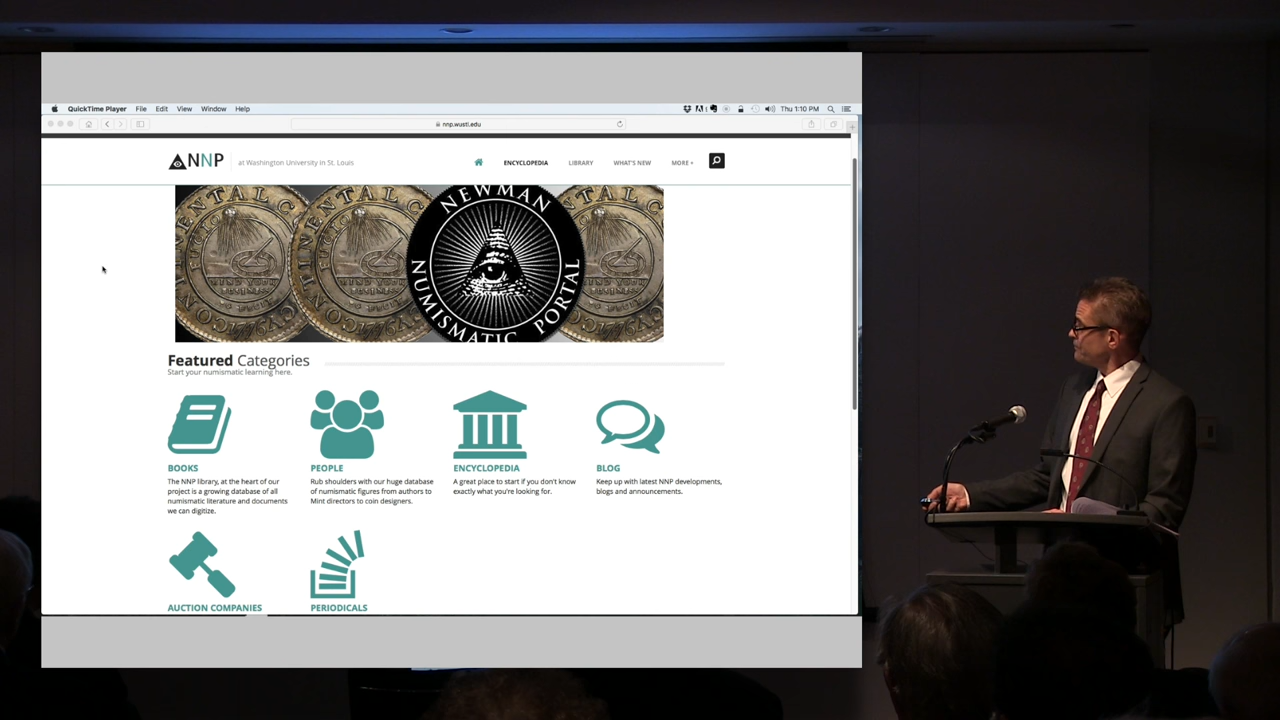 QuickTime Player File Edit View Window Help
Thu 1:10 PM
nnp.wustl.edu
NNP
at Washington University In St. Louis
ENCYCLOPEDIA LIBRARY WHAT'S NEW MORE +
NEWMAN
NUMISMATIC PORTAL
MIND YOUR
BUSINESS
Featured Categories
Start your numismatic learning here.
BOOKS
The NNP library, at the heart of our
project is a growing database of all
numismatic literature and documents
we can digitize.
PEOPLE
Rub shoulders with our huge database
of numismatic figures from authors to
Mint directors to coin designers.
ENCYCLOPEDIA
A great place to start if you don't know
exactly what you're looking for.
BLOG
Keep up with latest NNP developments,
blogs and announcements.
AUCTION COMPANIES
PERIODICALS